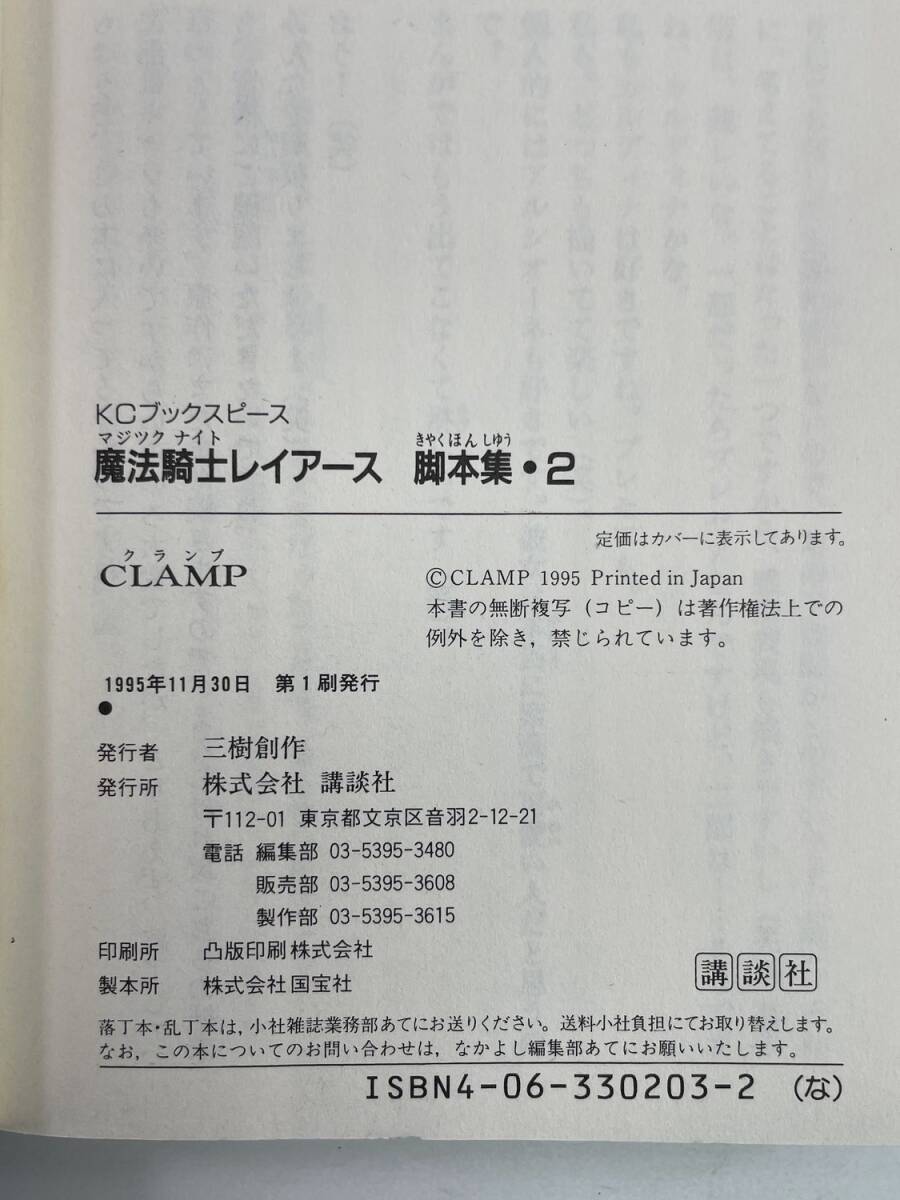 KCブックスピース
マジツク ナイト
きやくほん しゆう
魔法騎士レイアース 脚本集・2
定価はカバーに表示してあります。
クランプ
CLAMP
©CLAMP 1995 Printed in Japan
本書の無断複写（コピー）は著作権法上での
例外を除き，禁じられています。
1995年11月30日 第1刷発行
●
発行者 三樹創作
発行所 株式会社 講談社
〒112-01 東京都文京区音羽2-12-21
電話 編集部 03-5395-3480
販売部 03-5395-3608
製作部 03-5395-3615
印刷所 凸版印刷株式会社
製本所 株式会社国宝社
講談社
落丁本・乱丁本は，小社雑誌業務部あてにお送りください。送料小社負担にてお取り替えします。
なお，この本についてのお問い合わせは，なかよし編集部あてにお願いいたします。
ISBN4-06-330203-2 （な）